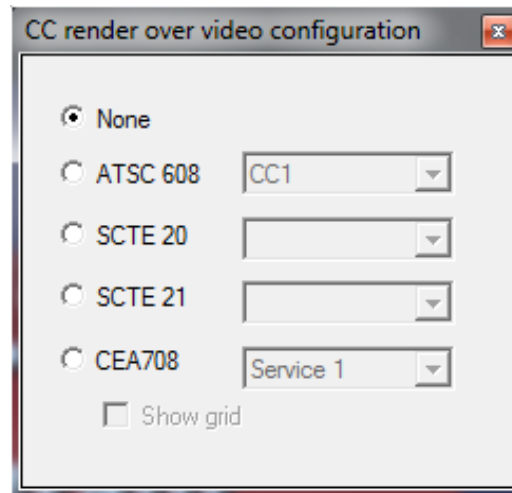 CC render over video configuration
None
ATSC 608 CC1
SCTE 20
SCTE 21
CEA708 Service 1
Show grid